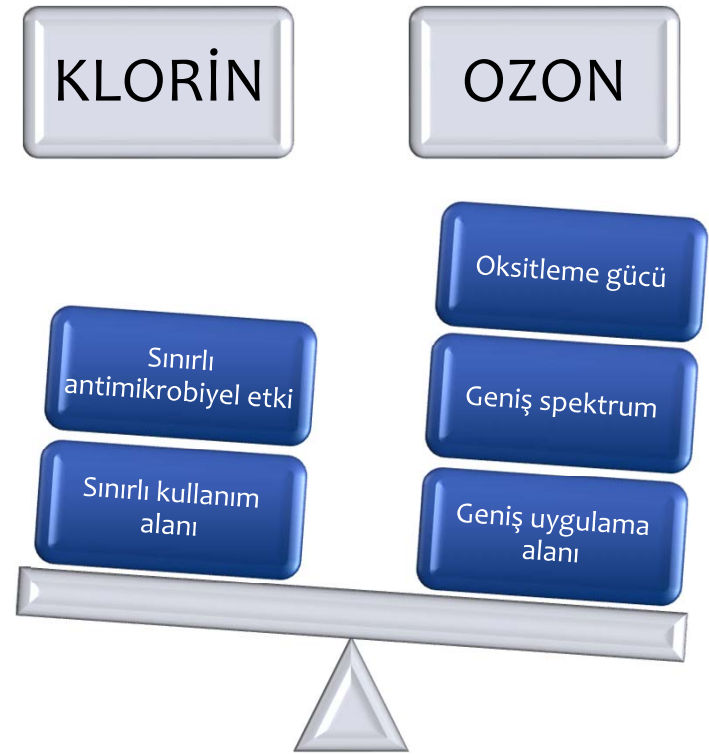 KLORİN
OZON
Oksitleme gücü
Sınırlı
antimikrobiyel etki
Geniş spektrum
Sınırlı kullanım
alanı
Geniş uygulama
alanı